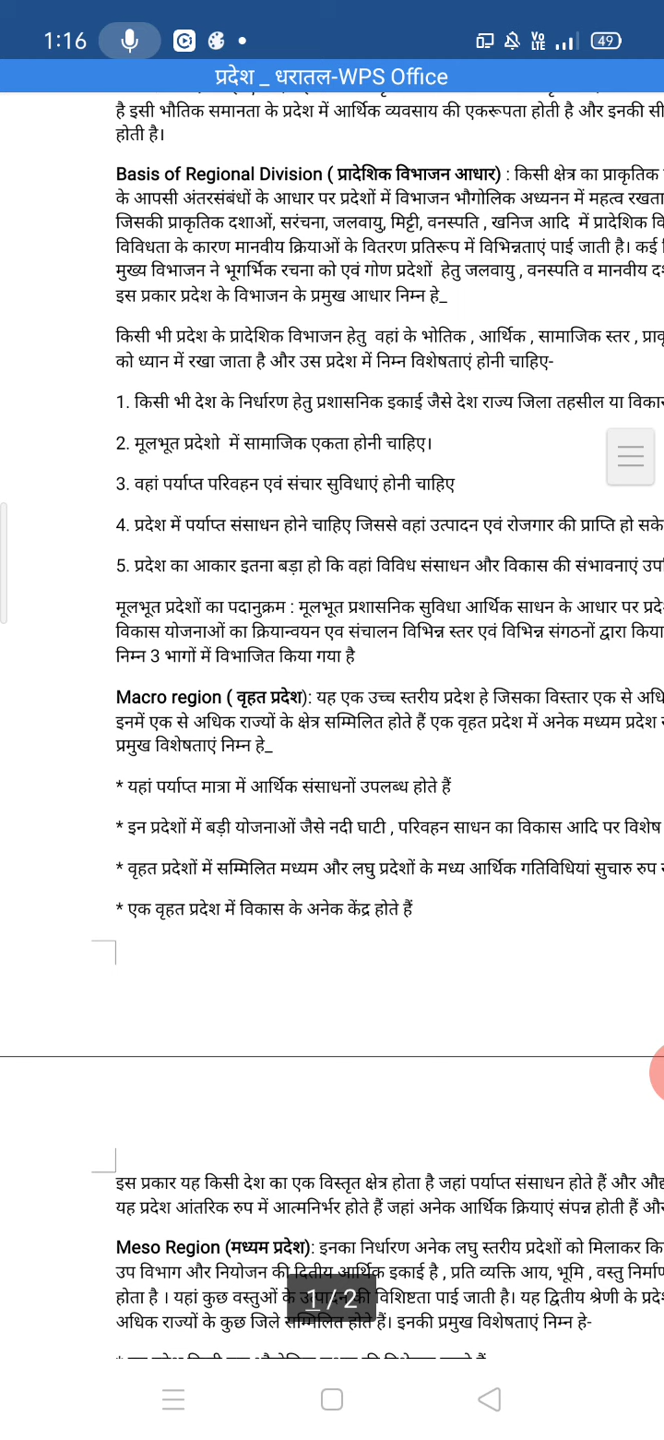 1:16
Vo LTE
49
प्रदेश _ धरातल-WPS Office
है इसी भौतिक समानता के प्रदेश में आर्थिक व्यवसाय की एकरूपता होती है और इनकी
होती है।
Basis of Regional Division ( प्रादेशिक विभाजन आधार) : किसी क्षेत्र का प्राकृतिक
के आपसी अंतरसंबंधों के आधार पर प्रदेशों में विभाजन भौगोलिक अध्यनन में महत्व रखता
जिसकी प्राकृतिक दशाओं, सरंचना, जलवायु, मिट्टी, वनस्पति , खनिज आदि में प्रादेशिक
विविधता के कारण मानवीय क्रियाओं के वितरण प्रतिरूप में विभिन्नताएं पाई जाती है। कई
मुख्य विभाजन ने भूगर्भिक रचना को एवं गोण प्रदेशों हेतु जलवायु , वनस्पति व मानवीय
इस प्रकार प्रदेश के विभाजन के प्रमुख आधार निम्न हे_
किसी भी प्रदेश के प्रादेशिक विभाजन हेतु वहां के भोतिक , आर्थिक , सामाजिक स्तर ,
को ध्यान में रखा जाता है और उस प्रदेश में निम्न विशेषताएं होनी चाहिए-
1. किसी भी देश के निर्धारण हेतु प्रशासनिक इकाई जैसे देश राज्य जिला तहसील या
2. मूलभूत प्रदेशो में सामाजिक एकता होनी चाहिए।
3. वहां पर्याप्त परिवहन एवं संचार सुविधाएं होनी चाहिए
4. प्रदेश में पर्याप्त संसाधन होने चाहिए जिससे वहां उत्पादन एवं रोजगार की प्राप्ति हो सके
5. प्रदेश का आकार इतना बड़ा हो कि वहां विविध संसाधन और विकास की संभावनाएं
मूलभूत प्रदेशों का पदानुक्रम : मूलभूत प्रशासनिक सुविधा आर्थिक साधन के आधार पर
विकास योजनाओं का क्रियान्वयन एव संचालन विभिन्न स्तर एवं विभिन्न संगठनों द्वारा किया
निम्न 3 भागों में विभाजित किया गया है
Macro region ( वृहत प्रदेश): यह एक उच्च स्तरीय प्रदेश हे जिसका विस्तार एक से
इनमें एक से अधिक राज्यों के क्षेत्र सम्मिलित होते हैं एक वृहत प्रदेश में अनेक मध्यम प्रदेश
प्रमुख विशेषताएं निम्न हे_
* यहां पर्याप्त मात्रा में आर्थिक संसाधनों उपलब्ध होते हैं
* इन प्रदेशों में बड़ी योजनाओं जैसे नदी घाटी , परिवहन साधन का विकास आदि पर विशेष
* वृहत प्रदेशों में सम्मिलित मध्यम और लघु प्रदेशों के मध्य आर्थिक गतिविधियां सुचारु रुप
* एक वृहत प्रदेश में विकास के अनेक केंद्र होते हैं
इस प्रकार यह किसी देश का एक विस्तृत क्षेत्र होता है जहां पर्याप्त संसाधन होते हैं और
यह प्रदेश आंतरिक रुप में आत्मनिर्भर होते हैं जहां अनेक आर्थिक क्रियाएं संपन्न होती हैं
Meso Region (मध्यम प्रदेश): इनका निर्धारण अनेक लघु स्तरीय प्रदेशों को मिलाकर
उप विभाग और नियोजन की दितीय आर्थिक इकाई है , प्रति व्यक्ति आय, भूमि , वस्तु
होता है । यहां कुछ वस्तुओं के उत्पादन की विशिष्टता पाई जाती है। यह द्वितीय श्रेणी के
1 / 2
अधिक राज्यों के कुछ जिले सम्मिलित होते हैं। इनकी प्रमुख विशेषताएं निम्न हे-